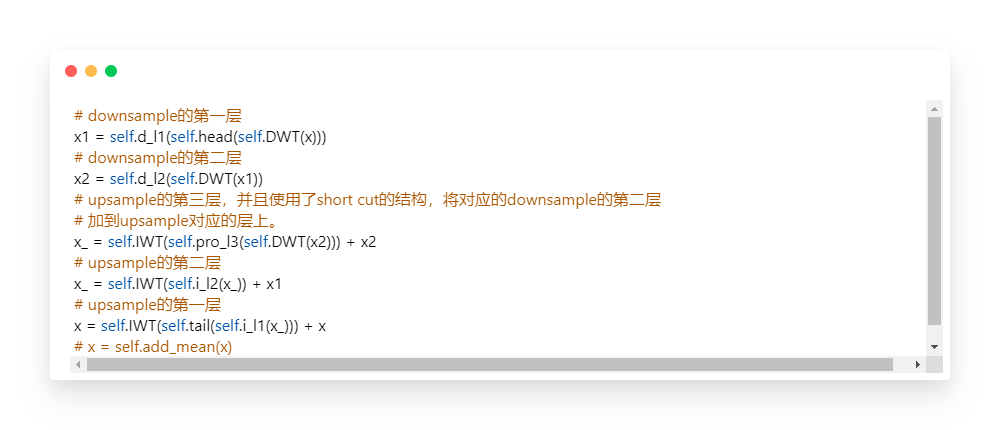 # downsample的第一层
x1 = self.d_l1(self.head(self.DWT(x)))
# downsample的第二层
x2 = self.d_l2(self.DWT(x1))
# upsample的第三层，并且使用了short cut的结构，将对应的downsample的第二层
# 加到upsample对应的层上。
x_ = self.IWT(self.pro_l3(self.DWT(x2))) + x2
# upsample的第二层
x_ = self.IWT(self.i_l2(x_)) + x1
# upsample的第一层
x = self.IWT(self.tail(self.i_l1(x_))) + x
# x = self.add_mean(x)